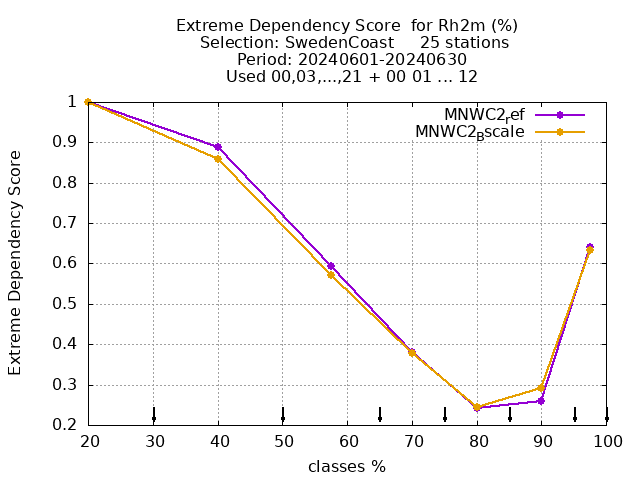 Extreme Dependency Score  for Rh2m (%)
Selection: SwedenCoast     25 stations
Period: 20240601-20240630
Used 00,03,...,21 + 00 01 ... 12
MNWC2ref
MNWC2Bscale
Extreme Dependency Score
1
0.9
0.8
0.7
0.6
0.5
0.4
0.3
0.2
20 30 40 50 60 70 80 90 100
classes %